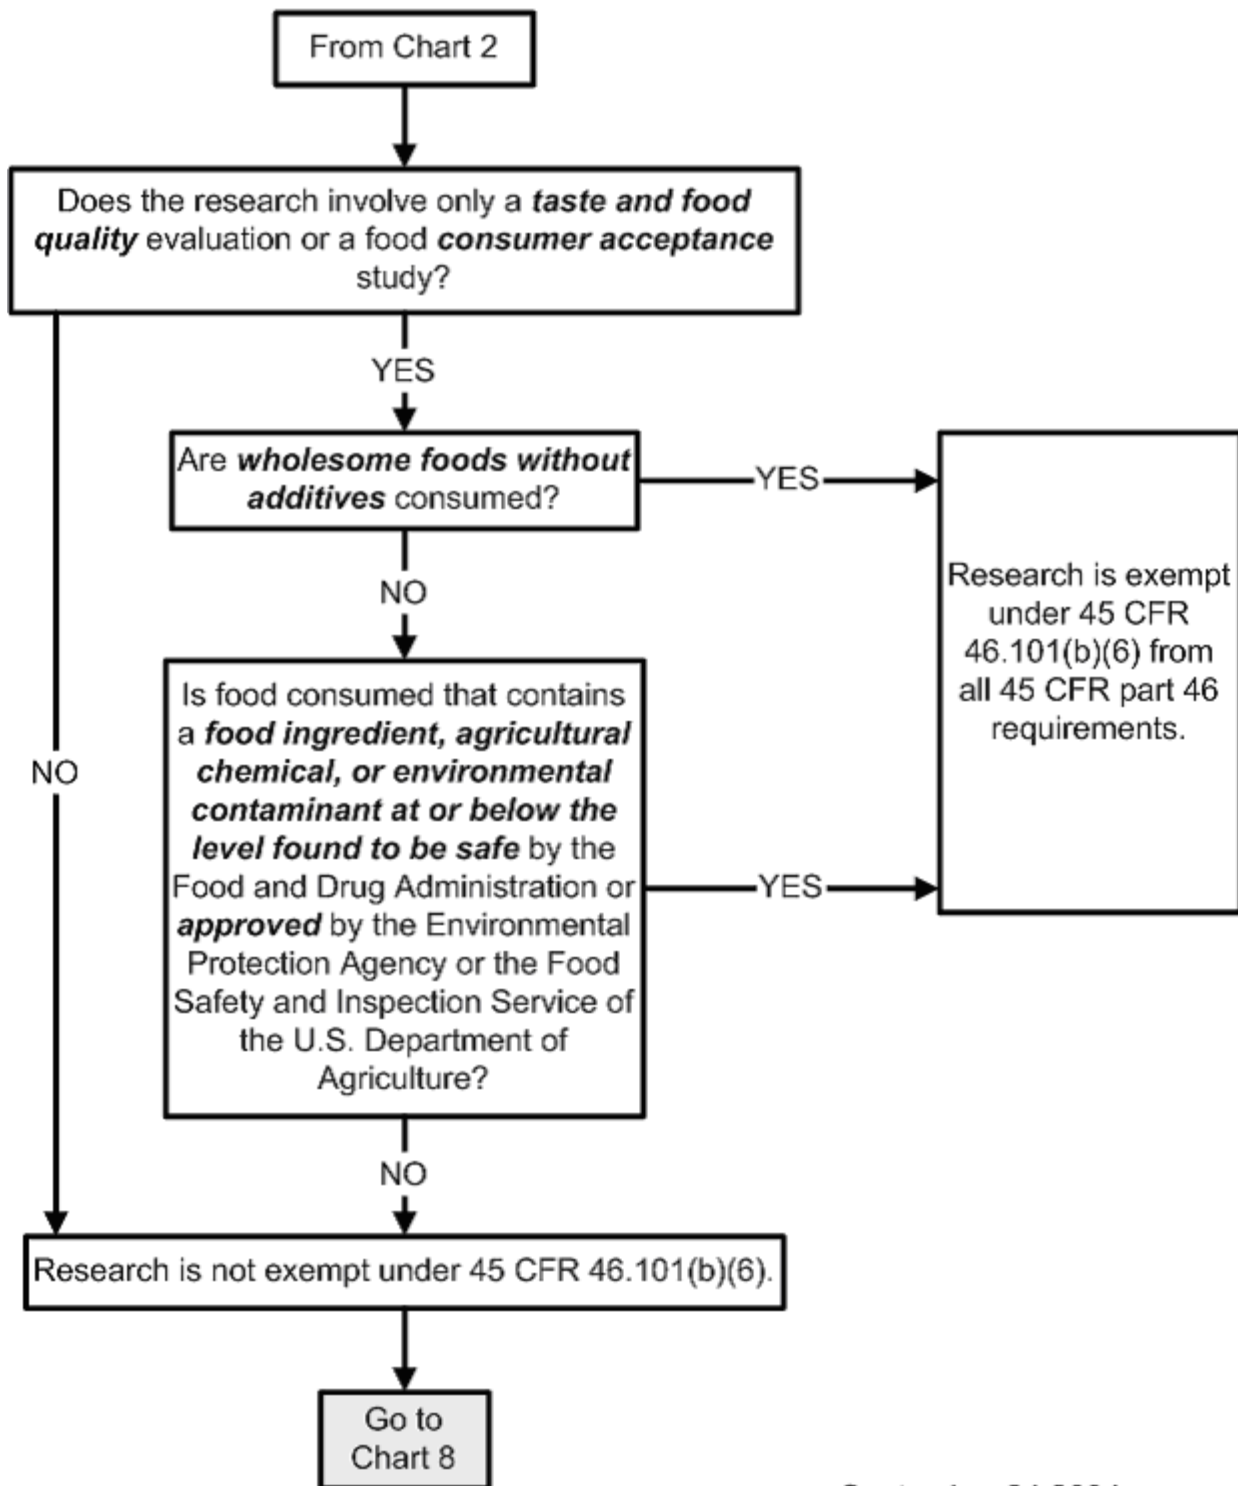 From Chart 2
Does the research involve only a taste and food
quality evaluation or a food consumer acceptance
study?
YES
Are wholesome foods without
additives consumed?
YES
NO
Research is exempt
under 45 CFR
46.101(b)(6) from
all 45 CFR part 46
requirements.
Is food consumed that contains
a food ingredient, agricultural
chemical, or environmental
contaminant at or below the
level found to be safe by the
Food and Drug Administration or
approved by the Environmental
Protection Agency or the Food
Safety and Inspection Service of
the U.S. Department of
Agriculture?
NO
YES
NO
Research is not exempt under 45 CFR 46.101(b)(6).
Go to
Chart 8